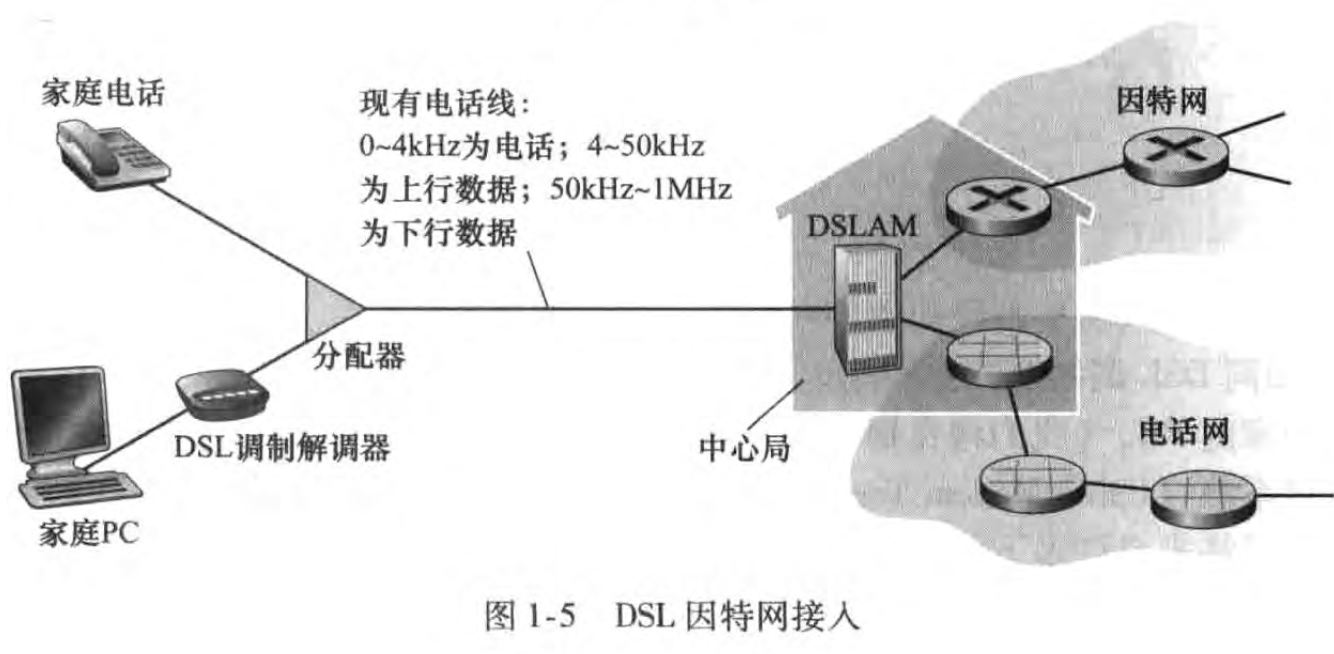 家庭电话
现有电话线：
0~4kHz为电话；4~50kHz
为上行数据；50kHz~1MHz
为下行数据
因特网
DSLAM
分配器
DSL调制解调器
家庭PC
中心局
电话网
图 1-5 DSL 因特网接入